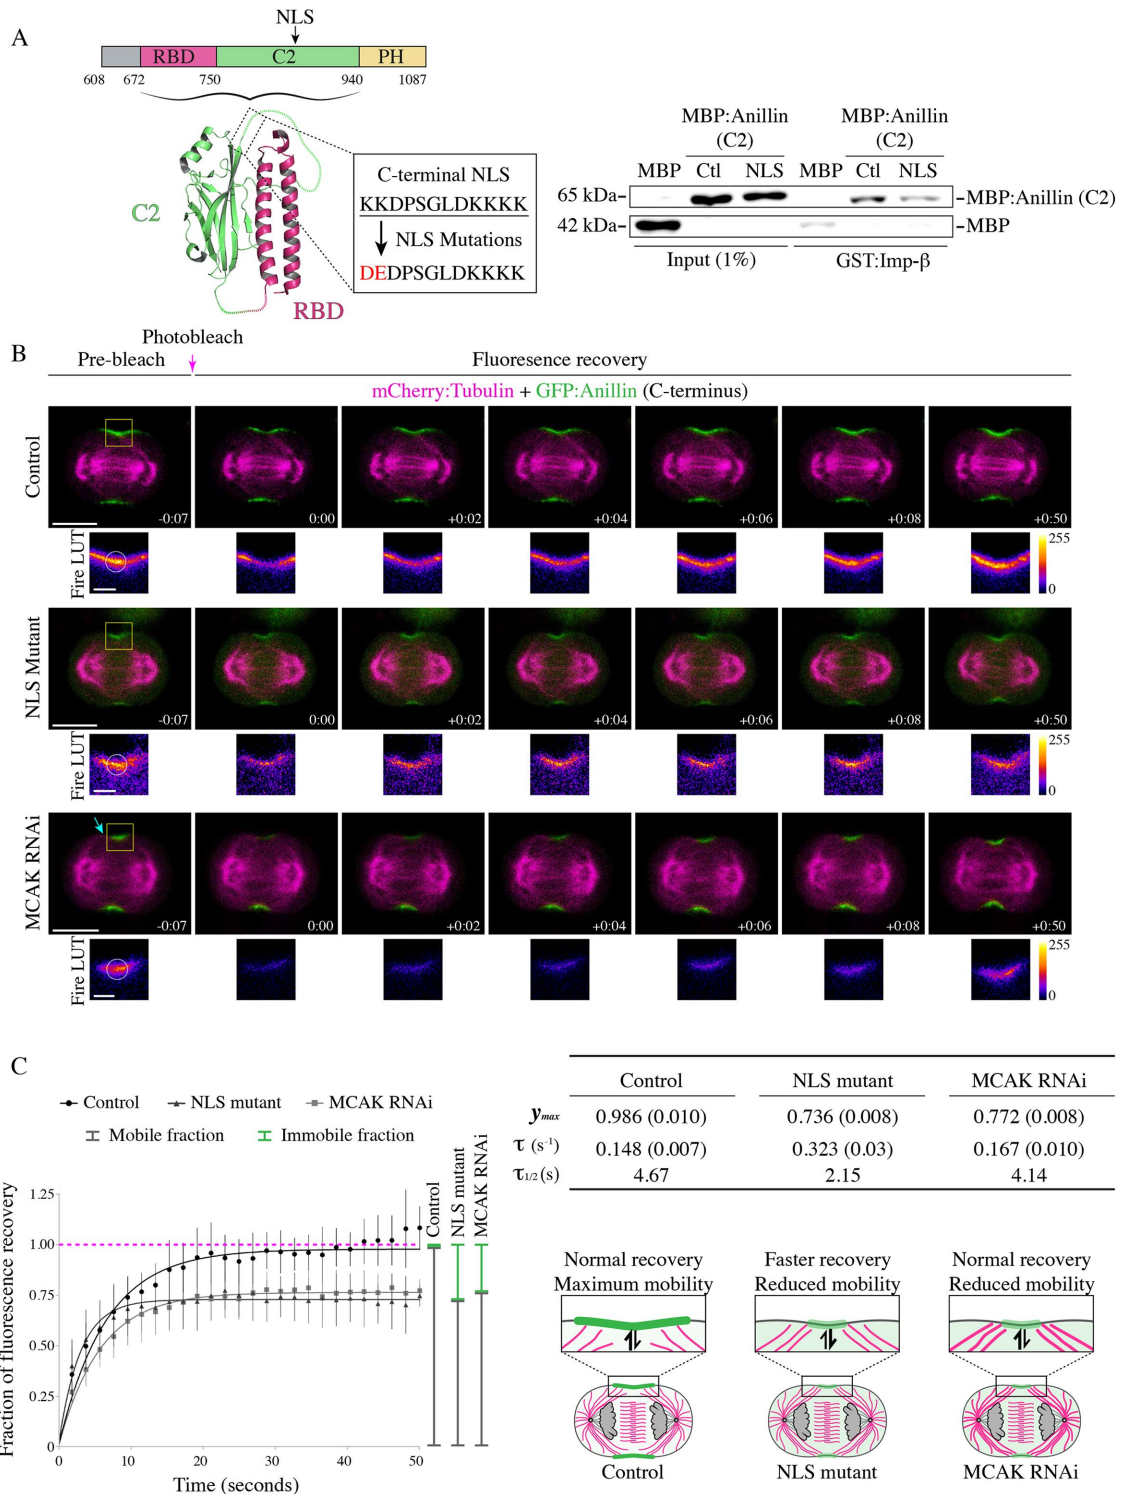 A
NLS
RBD C2 PH
608 672 750 940 1087
C2
RBD
C-terminal NLS
KKDPSGLDKKKK
NLS Mutations
DEDPSGLDKKKK
MBP:Anillin (C2) MBP:Anillin (C2)
MBP Ctl NLS MBP Ctl NLS
65 kDa- -MBP:Anillin (C2)
42 kDa- -MBP
Input (1%) GST:Imp-β
B
Photobleach
Pre-bleach Fluoresence recovery
mCherry:Tubulin + GFP:Anillin (C-terminus)
Control
-0:07 0:00 +0:02 +0:04 +0:06 +0:08 +0:50
Fire LUT
255
0
NLS Mutant
-0:07 0:00 +0:02 +0:04 +0:06 +0:08 +0:50
Fire LUT
255
0
MCAK RNAi
-0:07 0:00 +0:02 +0:04 +0:06 +0:08 +0:50
Fire LUT
255
0
C
Control NLS mutant MCAK RNAi
Mobile fraction Immobile fraction
Fraction of fluorescence recovery
1.25
1.00
0.75
0.50
0.25
0
0 10 20 30 40 50
Time (seconds)
Control
NLS mutant
MCAK RNAi
Control NLS mutant MCAK RNAi
ymax 0.986 (0.010) 0.736 (0.008) 0.772 (0.008)
τ (s-1) 0.148 (0.007) 0.323 (0.03) 0.167 (0.010)
τ1/2 (s) 4.67 2.15 4.14
Normal recovery Faster recovery Normal recovery
Maximum mobility Reduced mobility Reduced mobility
Control NLS mutant MCAK RNAi